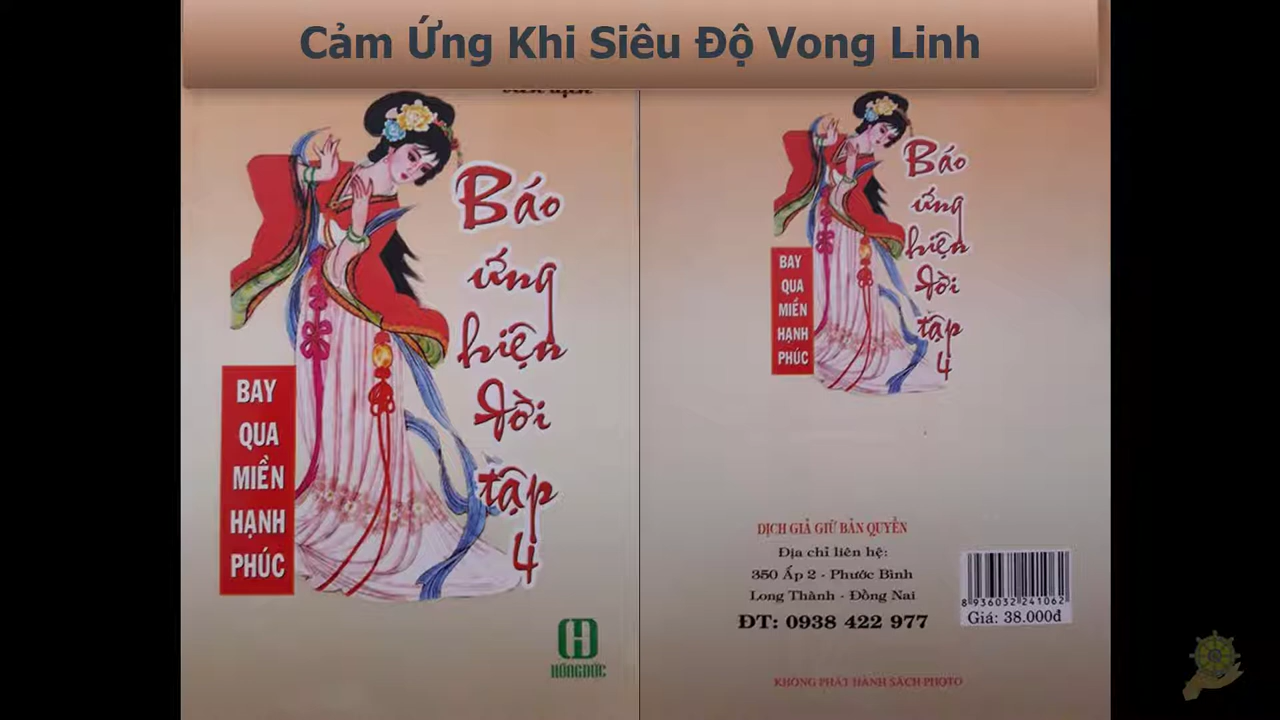 Cảm Ứng Khi Siêu Độ Vong Linh
Báo
ứng
hiện
đời
tập
4
BAY
QUA
MIỀN
HẠNH
PHÚC
HỒNG ĐỨC
Báo
ứng
hiện
đời
tập
4
BAY
QUA
MIỀN
HẠNH
PHÚC
DỊCH GIẢ GIỮ BẢN QUYỀN
Địa chỉ liên hệ:
350 Ấp 2 - Phước Bình
Long Thành - Đồng Nai
ĐT: 0938 422 977
8 936032 241062
Giá: 38.000đ
KHÔNG PHÁT HÀNH SÁCH PHOTO